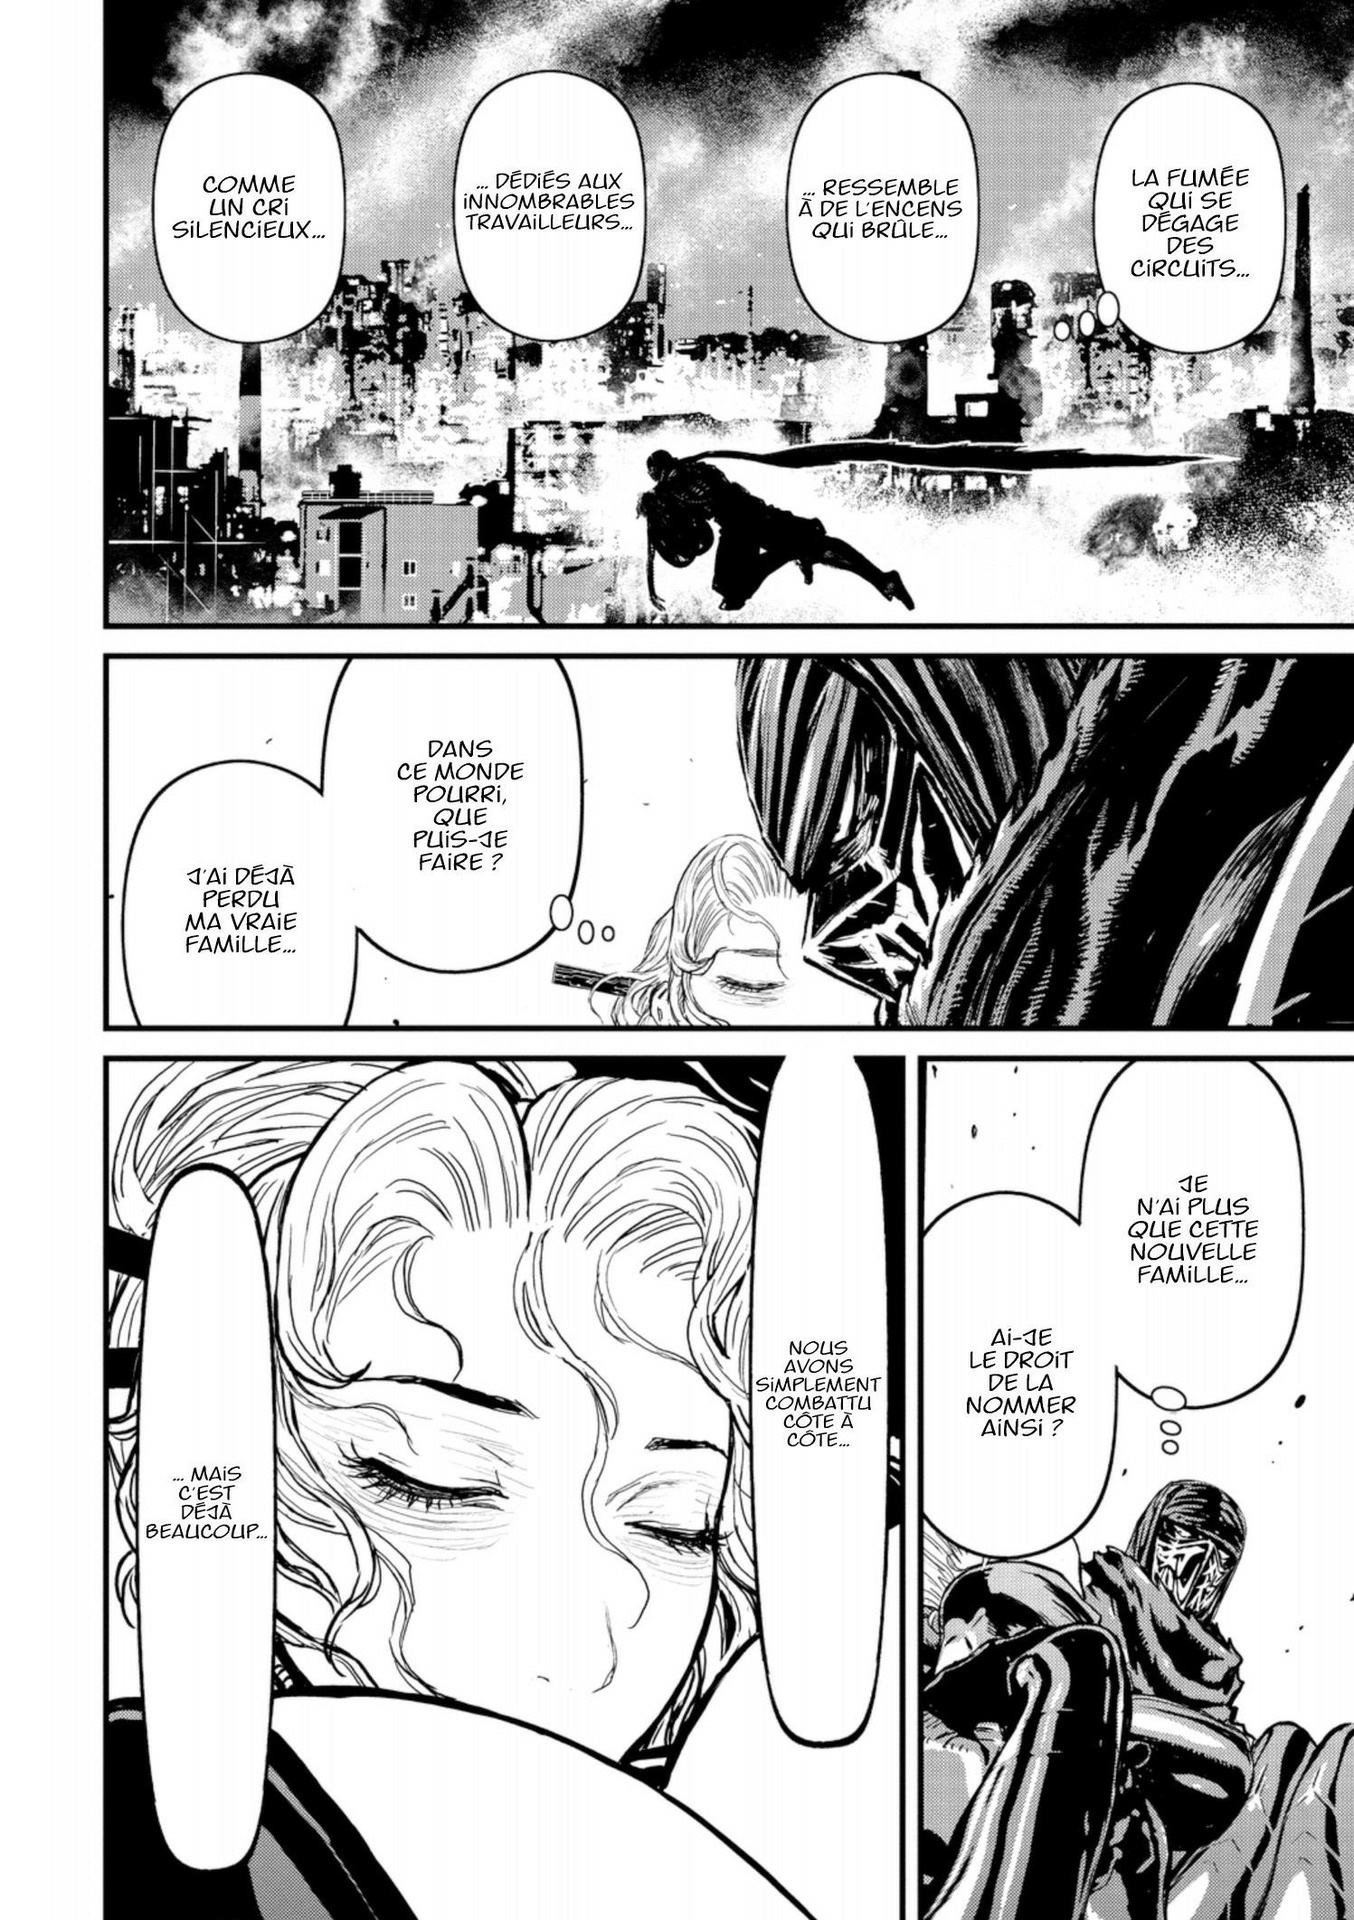 LA FUMÉE
QUI SE
DÉGAGE
DES
CIRCUITS...
... RESSEMBLE
À DE L'ENCENS
QUI BRÛLE...
... DÉDIÉS AUX
INNOMBRABLES
TRAVAILLEURS...
COMME
UN CRI
SILENCIEUX...
DANS
CE MONDE
POURRI,
QUE
PUIS-JE
FAIRE ?
J'AI DÉJÀ
PERDU
MA VRAIE
FAMILLE...
JE
N'AI PLUS
QUE CETTE
NOUVELLE
FAMILLE...
AI-JE
LE DROIT
DE LA
NOMMER
AINSI ?
NOUS
AVONS
SIMPLEMENT
COMBATTU
CÔTE À
CÔTE...
... MAIS
C'EST
DÉJÀ
BEAUCOUP...